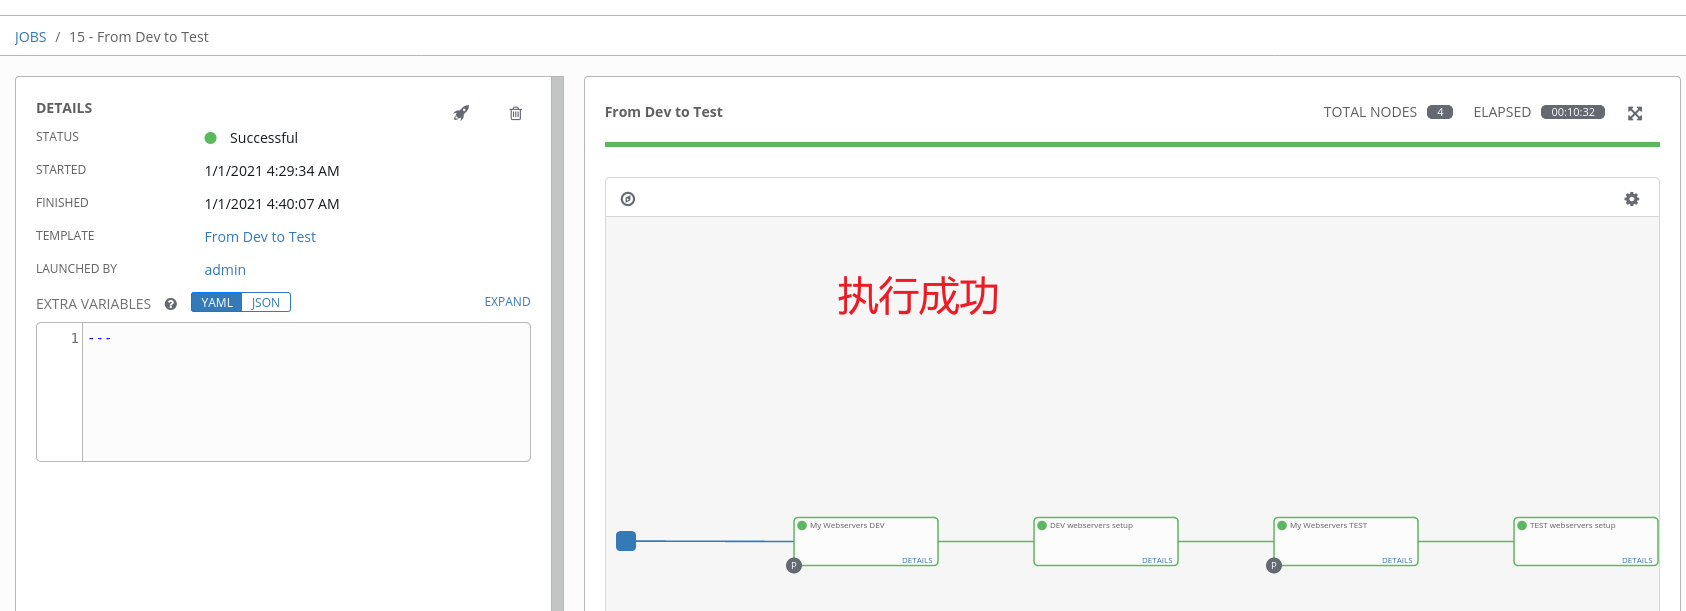 JOBS / 15 - From Dev to Test
DETAILS
STATUS Successful
STARTED 1/1/2021 4:29:34 AM
FINISHED 1/1/2021 4:40:07 AM
TEMPLATE From Dev to Test
LAUNCHED BY admin
EXTRA VARIABLES ? YAML JSON EXPAND
1 ---
From Dev to Test TOTAL NODES 4 ELAPSED 00:10:32
执行成功
My Webservers DEV
DETAILS
P
DEV webservers setup
DETAILS
My Webservers TEST
DETAILS
P
TEST webservers setup
DETAILS